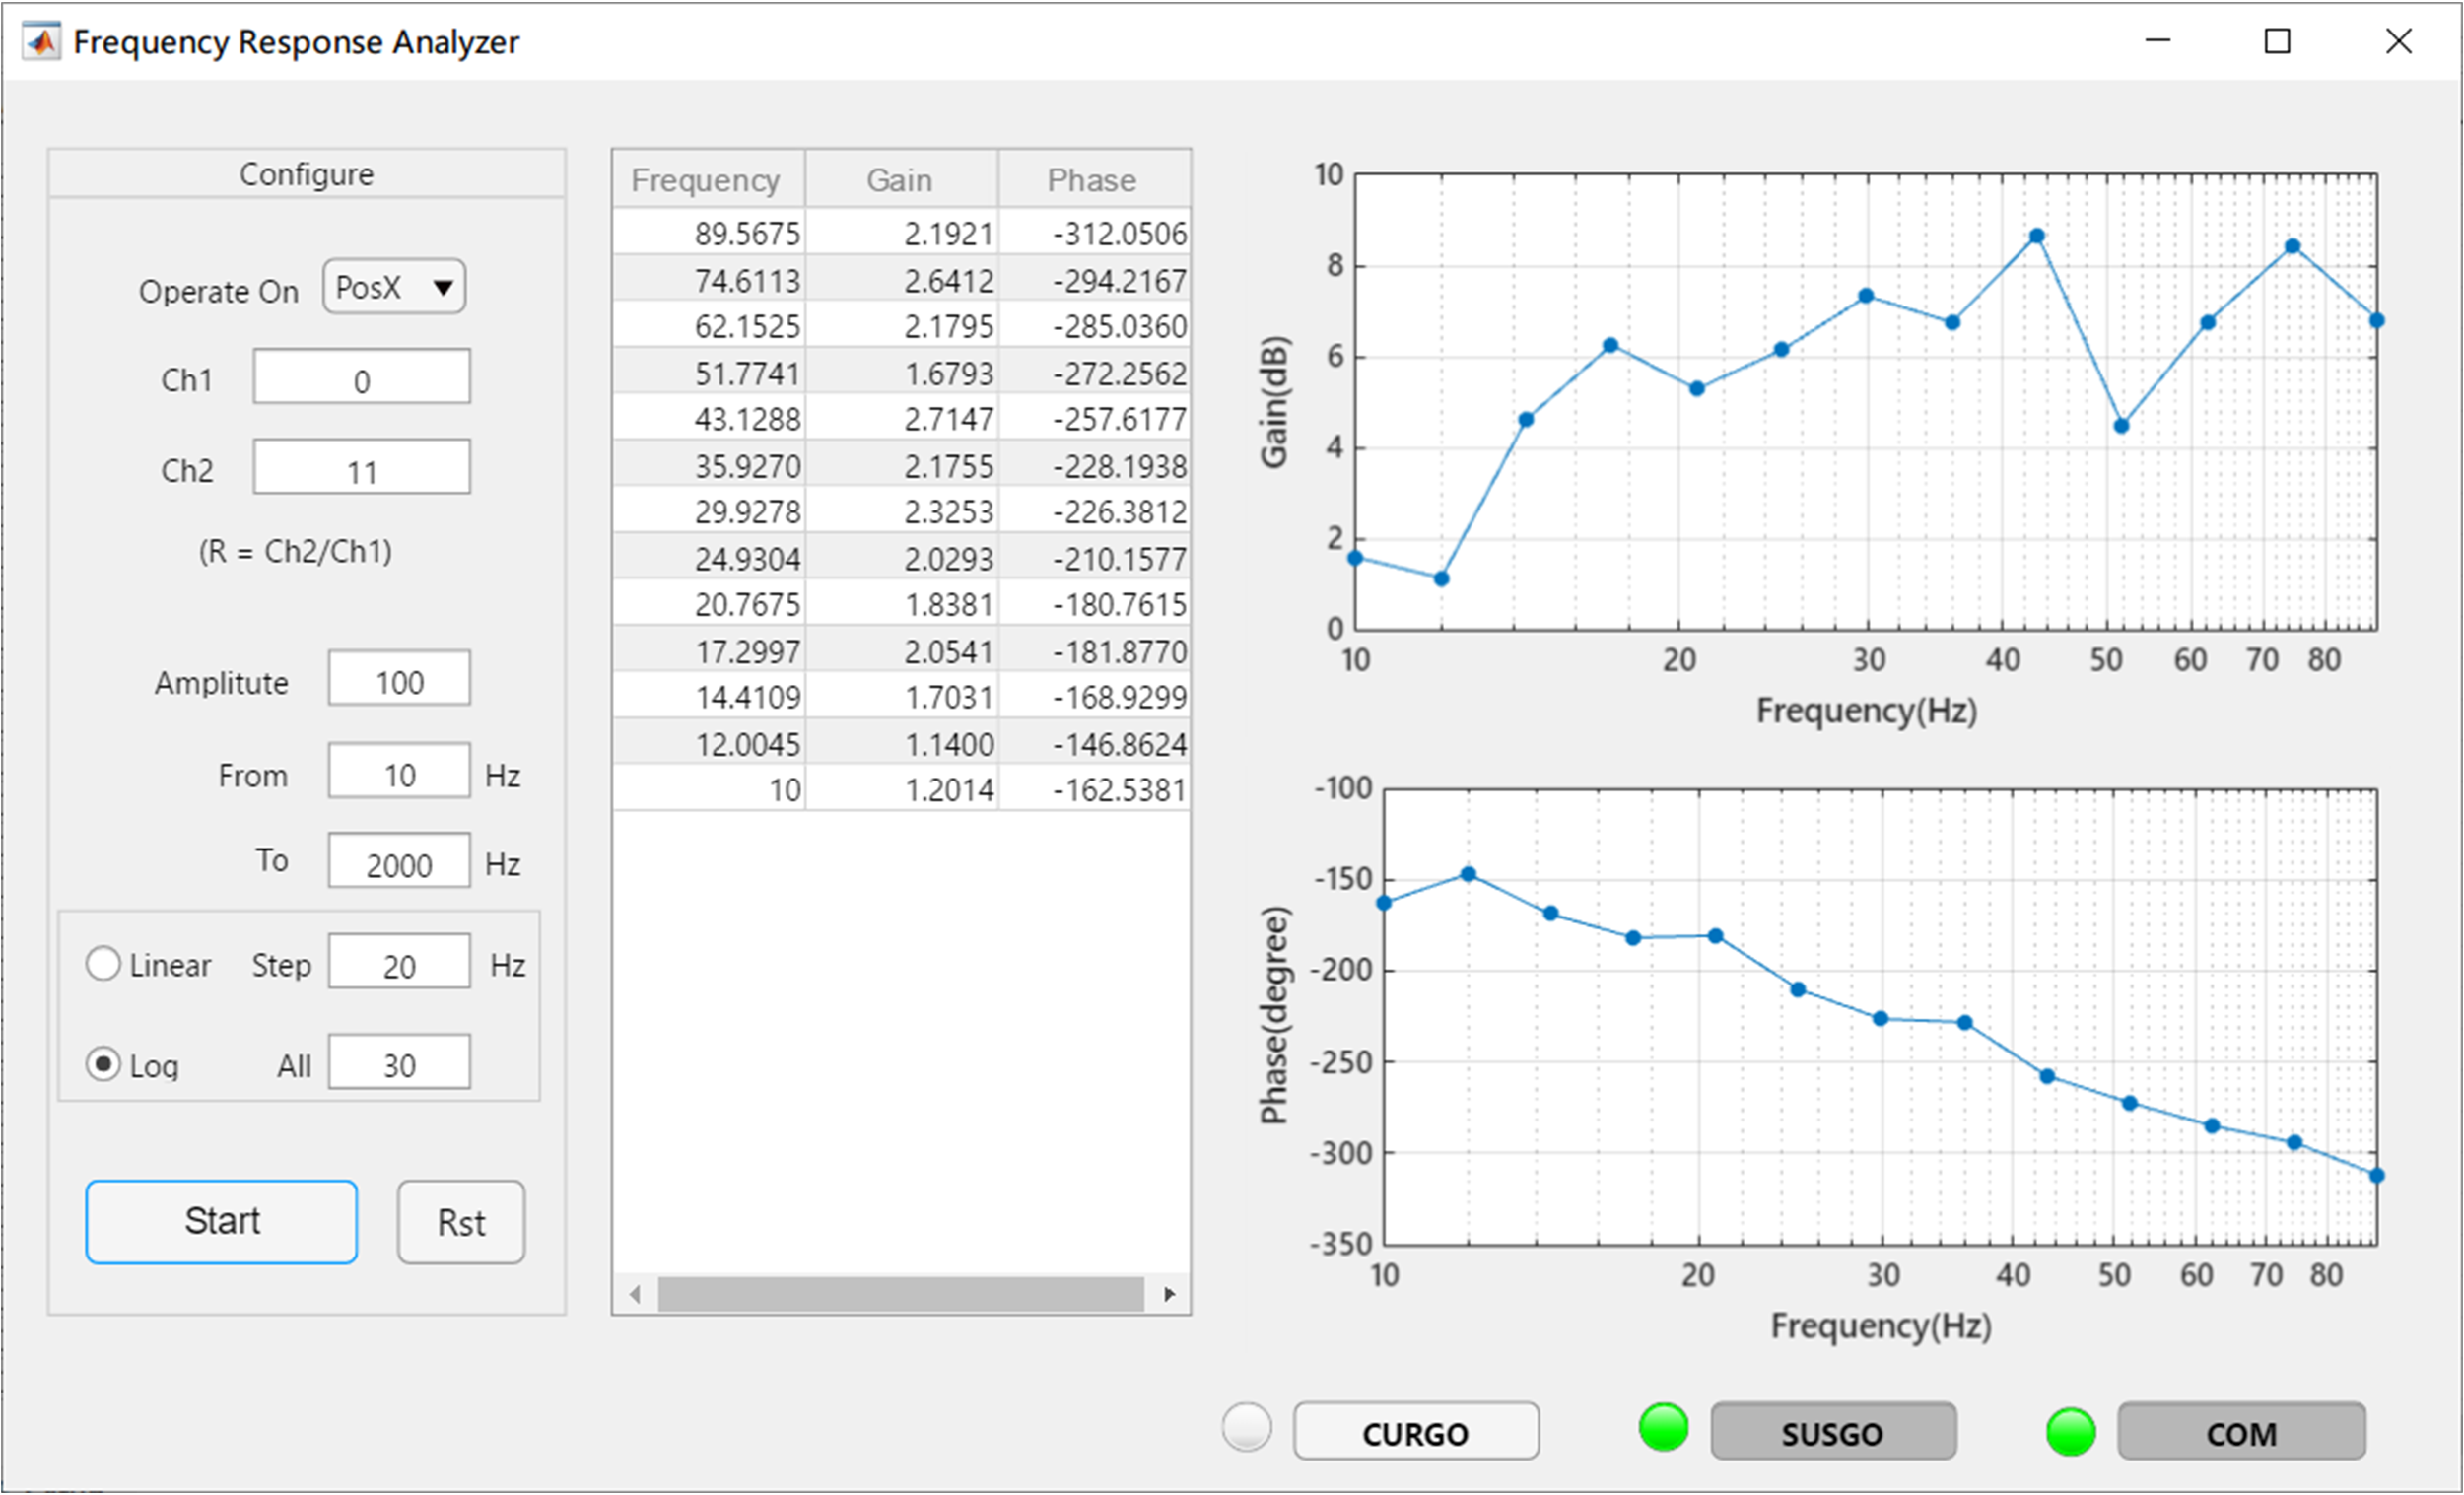 Frequency Response Analyzer
Configure
Operate On PosX
Ch1 0
Ch2 11
(R = Ch2/Ch1)
Amplitute 100
From 10 Hz
To 2000 Hz
Linear Step 20 Hz
Log All 30
Start Rst
Frequency Gain Phase
89.5675 2.1921 -312.0506
74.6113 2.6412 -294.2167
62.1525 2.1795 -285.0360
51.7741 1.6793 -272.2562
43.1288 2.7147 -257.6177
35.9270 2.1755 -228.1938
29.9278 2.3253 -226.3812
24.9304 2.0293 -210.1577
20.7675 1.8381 -180.7615
17.2997 2.0541 -181.8770
14.4109 1.7031 -168.9299
12.0045 1.1400 -146.8624
10 1.2014 -162.5381
Gain(dB)
10
8
6
4
2
0
10 20 30 40 50 60 70 80
Frequency(Hz)
Phase(degree)
-100
-150
-200
-250
-300
-350
10 20 30 40 50 60 70 80
Frequency(Hz)
CURGO SUSGO COM